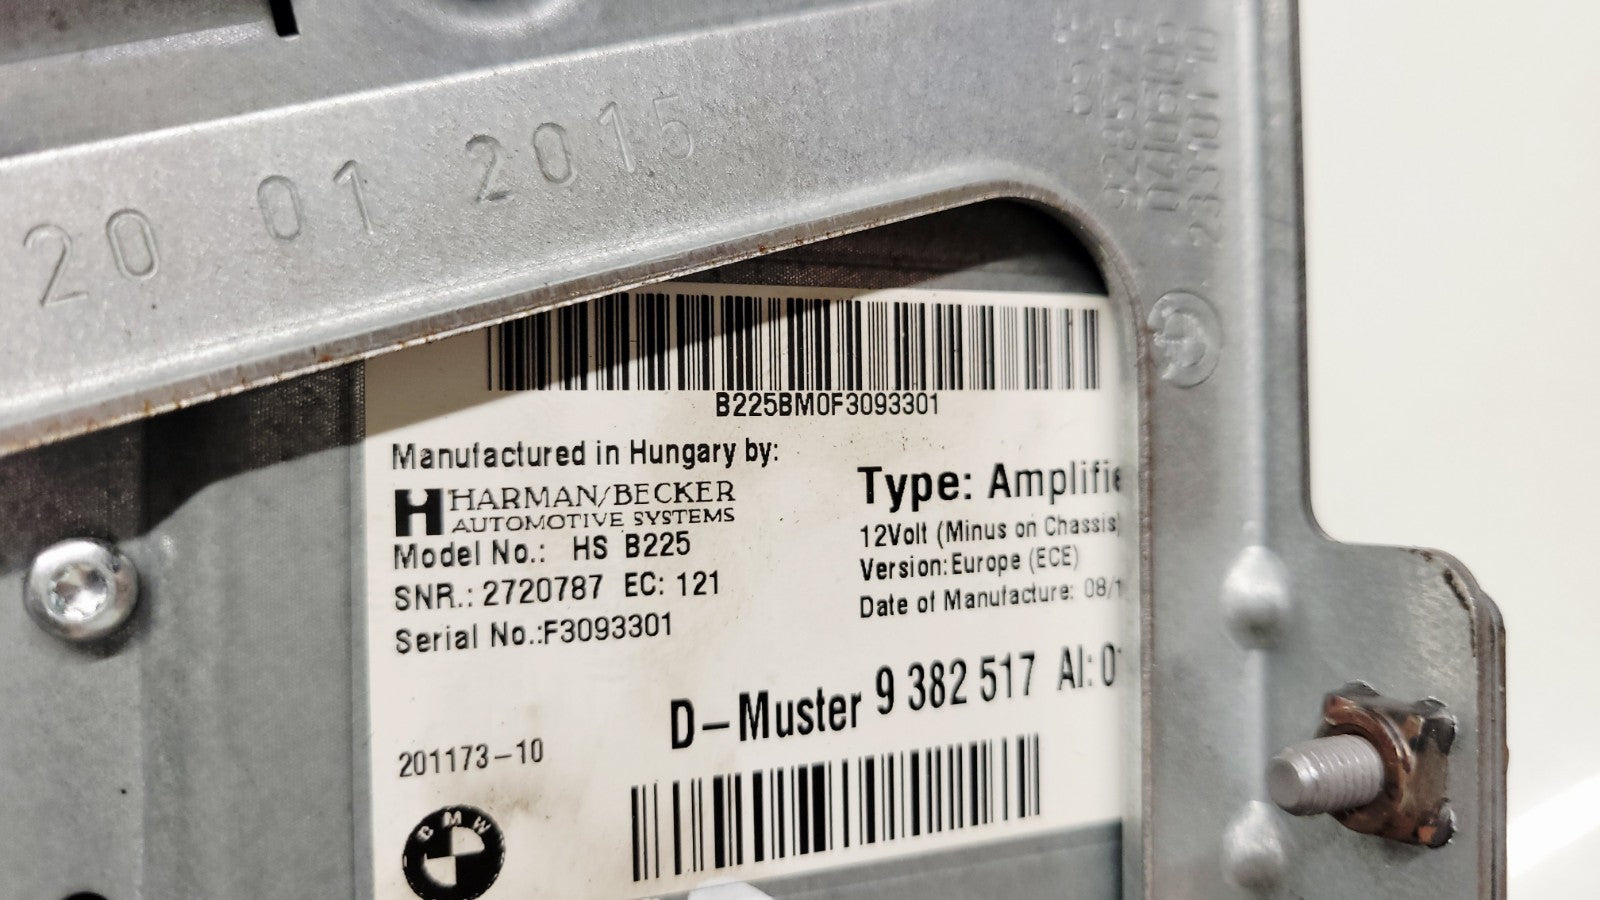 20 01 2015
B225BM0F3093301
Manufactured in Hungary by:
HARMAN/BECKER
AUTOMOTIVE SYSTEMS
Model No.: HS B225
SNR.: 2720787 EC: 121
Serial No.:F3093301
Type: Amplifie
12Volt (Minus on Chassis
Version:Europe (ECE)
Date of Manufacture: 08/1
D-Muster 9 382 517 AI: 0
201173-10
BMW
233101 10